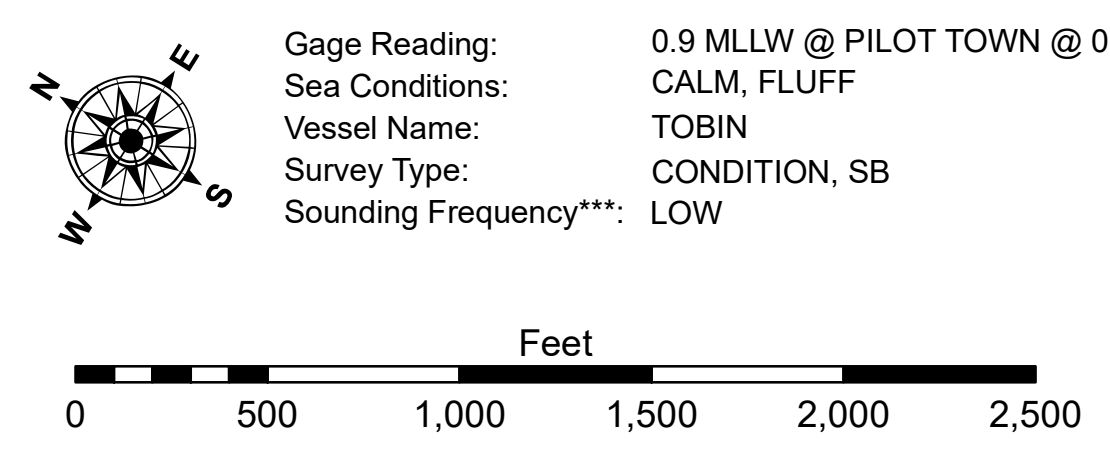 N
E
S
W
Gage Reading: 0.9 MLLW @ PILOT TOWN @ 0
Sea Conditions: CALM, FLUFF
Vessel Name: TOBIN
Survey Type: CONDITION, SB
Sounding Frequency***: LOW
Feet
0 500 1,000 1,500 2,000 2,500